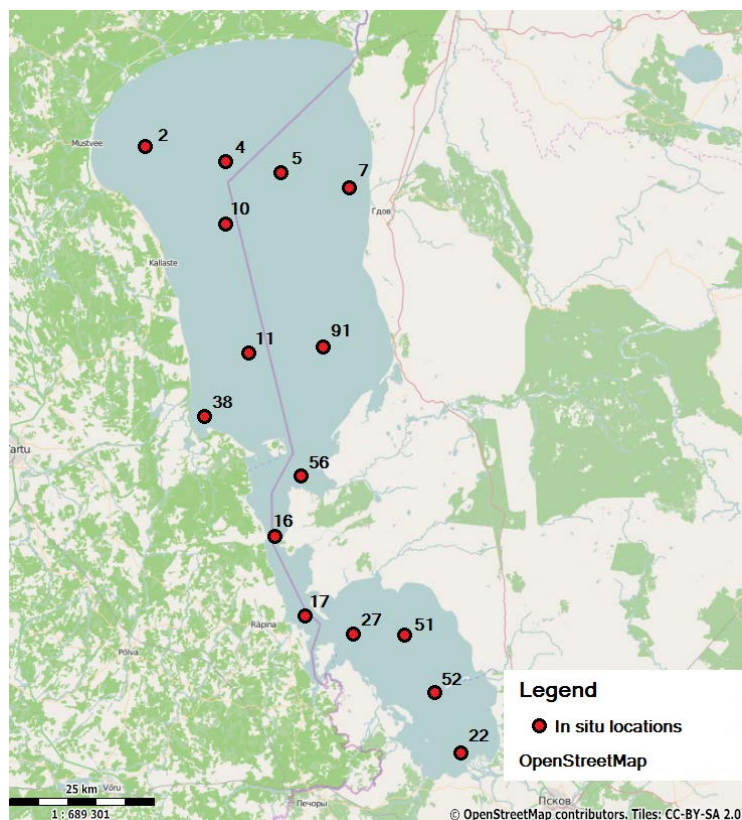 2
4
5
7
Mustvee
Гдов
10
Kallaste
91
11
38
Tartu
56
16
17
27
51
Räpina
Põlva
52
22
Legend
In situ locations
OpenStreetMap
25 km
Võru
1 : 689 301
Печоры
Псков
© OpenStreetMap contributors. Tiles: CC-BY-SA 2.0